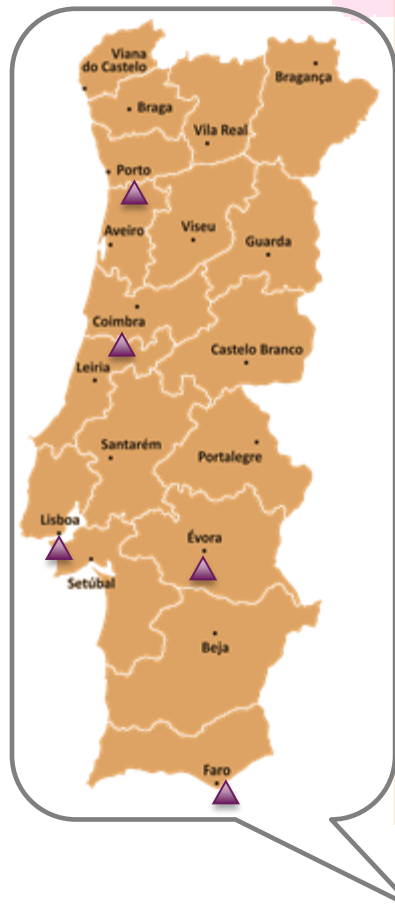 Viana
do Castelo
Bragança
Braga
Vila Real
Porto
Viseu
Aveiro
Guarda
Coimbra
Castelo Branco
Leiria
Santarém
Portalegre
Lisboa
Évora
Setúbal
Beja
Faro